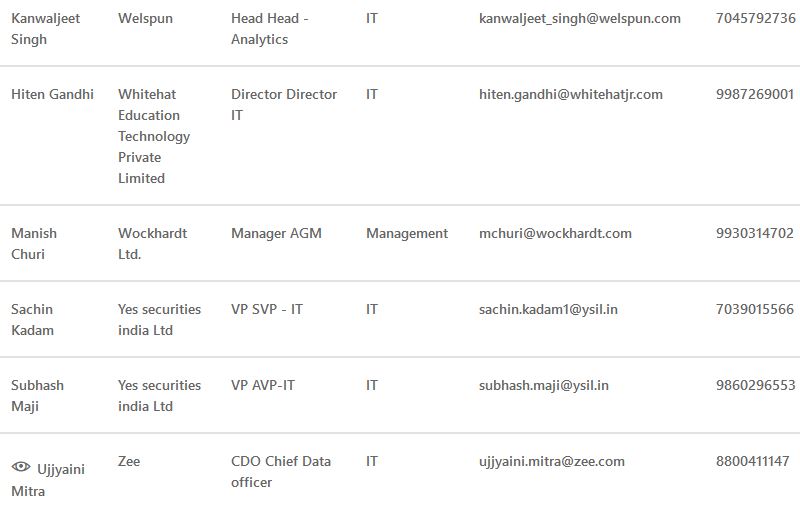 Kanwaljeet Singh Welspun Head Head - Analytics IT kanwaljeet_singh@welspun.com 7045792736
Hiten Gandhi Whitehat Education Technology Private Limited Director Director IT IT hiten.gandhi@whitehatjr.com 9987269001
Manish Churi Wockhardt Ltd. Manager AGM Management mchuri@wockhardt.com 9930314702
Sachin Kadam Yes securities india Ltd VP SVP - IT IT sachin.kadam1@ysil.in 7039015566
Subhash Maji Yes securities india Ltd VP AVP-IT IT subhash.maji@ysil.in 9860296553
Ujjyaini Mitra Zee CDO Chief Data officer IT ujjyaini.mitra@zee.com 8800411147